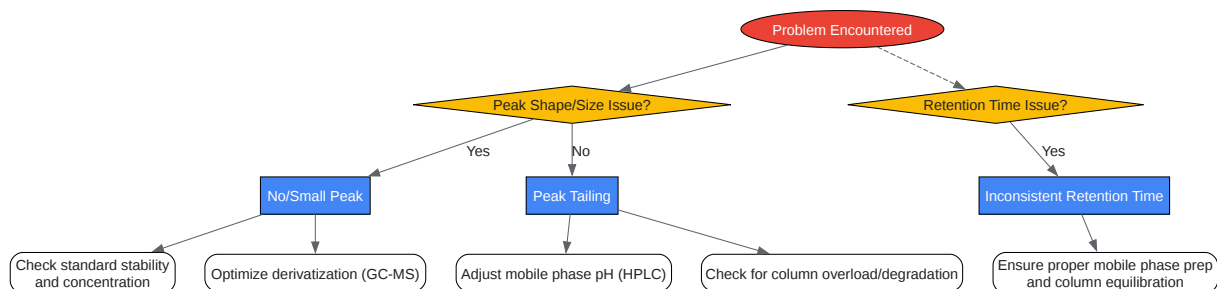 Problem Encountered
Peak Shape/Size Issue?
Retention Time Issue?
Yes
No
Yes
No/Small Peak
Peak Tailing
Inconsistent Retention Time
Check standard stability
and concentration
Optimize derivatization (GC-MS)
Adjust mobile phase pH (HPLC)
Check for column overload/degradation
Ensure proper mobile phase prep
and column equilibration